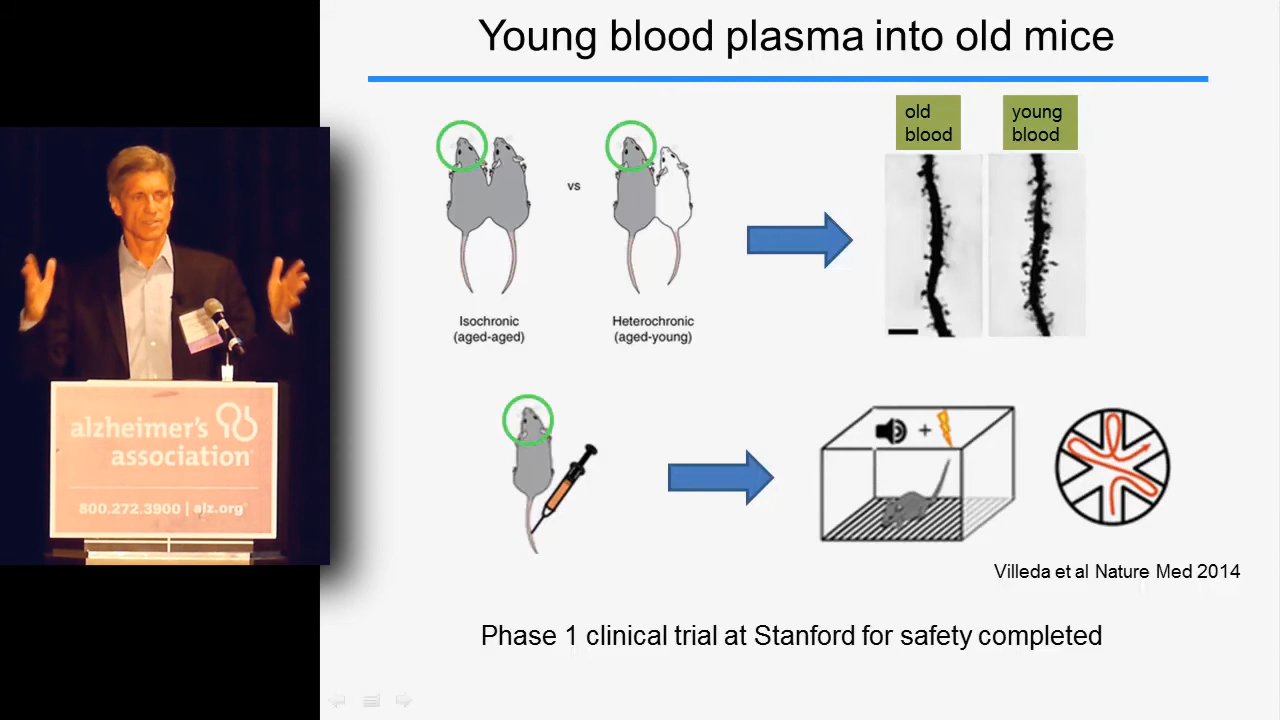 Young blood plasma into old mice
old
blood
young
blood
vs
Isochronic
(aged-aged)
Heterochronic
(aged-young)
+
Villeda et al Nature Med 2014
Phase 1 clinical trial at Stanford for safety completed
alzheimer's
association
800.272.3900 | alz.org